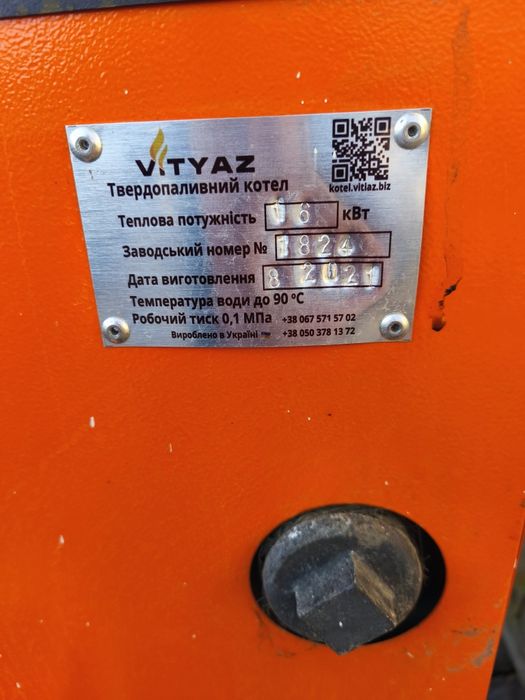 VITYAZ
kotel.vitiaz.biz
Твердопаливний котел
Теплова потужність 16 кВт
Заводський номер № 1824
Дата виготовлення 8 2021
Температура води до 90 °С
Робочий тиск 0,1 МПа +38 067 571 57 02
Вироблено в Україні +38 050 378 13 72